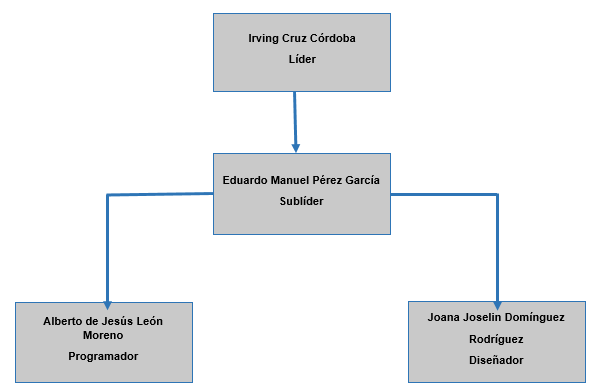 Irving Cruz Córdoba
Líder
Eduardo Manuel Pérez García
Sublíder
Alberto de Jesús León
Moreno
Programador
Joana Joselin Domínguez
Rodríguez
Diseñador